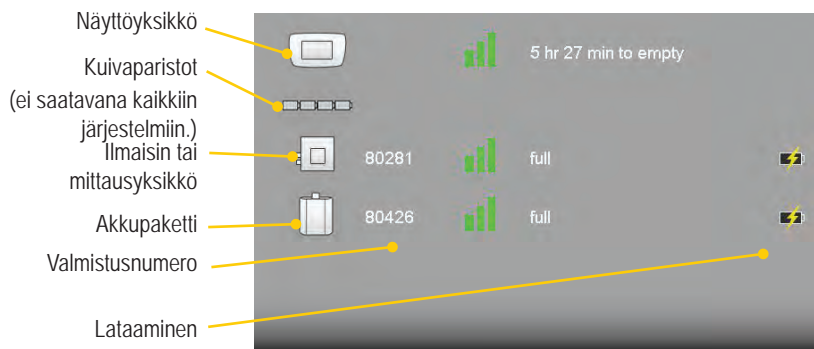 Näyttöyksikkö
5 hr 27 min to empty
Kuivaparistot
(ei saatavana kaikkiin
järjestelmiin.)
Ilmaisin tai
mittausyksikkö
80281 full
Akkupaketti
80426 full
Valmistusnumero
Lataaminen